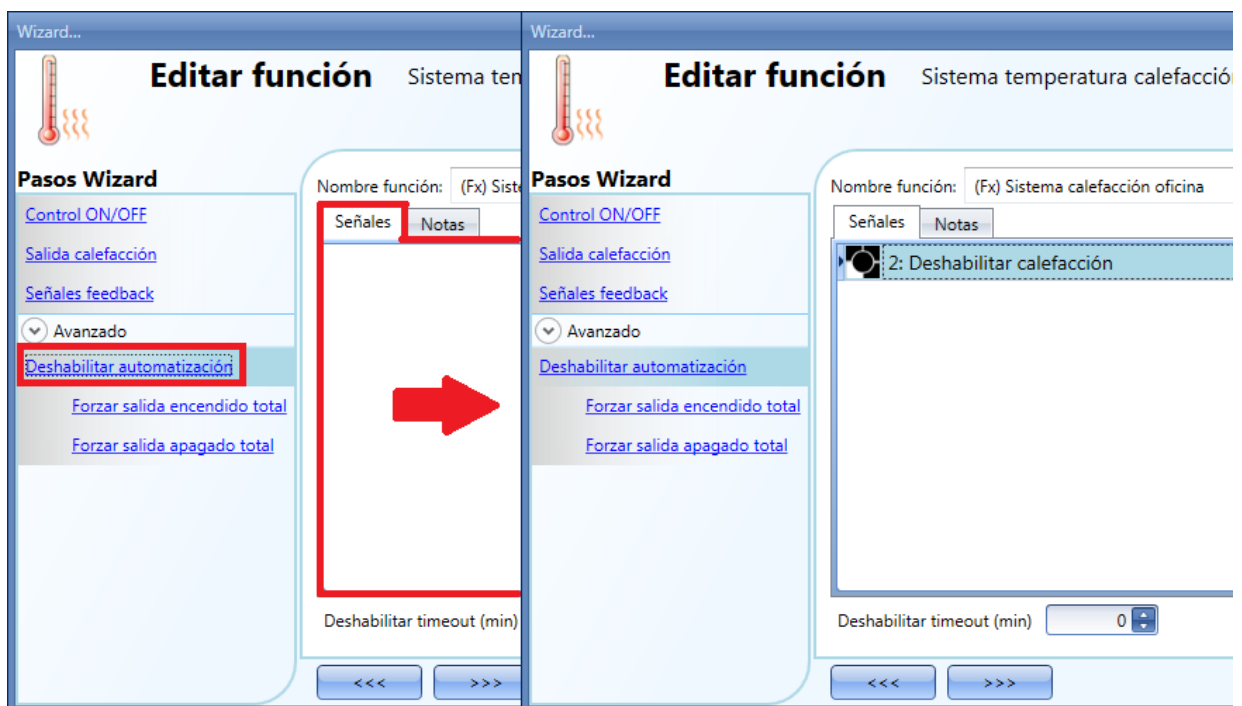 Wizard...
Editar función Sistema tem
Pasos Wizard
Control ON/OFF
Salida calefacción
Señales feedback
Avanzado
Deshabilitar automatización
Forzar salida encendido total
Forzar salida apagado total
Nombre función: (Fx) Siste
Señales Notas
Deshabilitar timeout (min)
<<< >>>
Wizard...
Editar función Sistema temperatura calefacción
Pasos Wizard
Control ON/OFF
Salida calefacción
Señales feedback
Avanzado
Deshabilitar automatización
Forzar salida encendido total
Forzar salida apagado total
Nombre función: (Fx) Sistema calefacción oficina
Señales Notas
2: Deshabilitar calefacción
Deshabilitar timeout (min) 0
<<< >>>